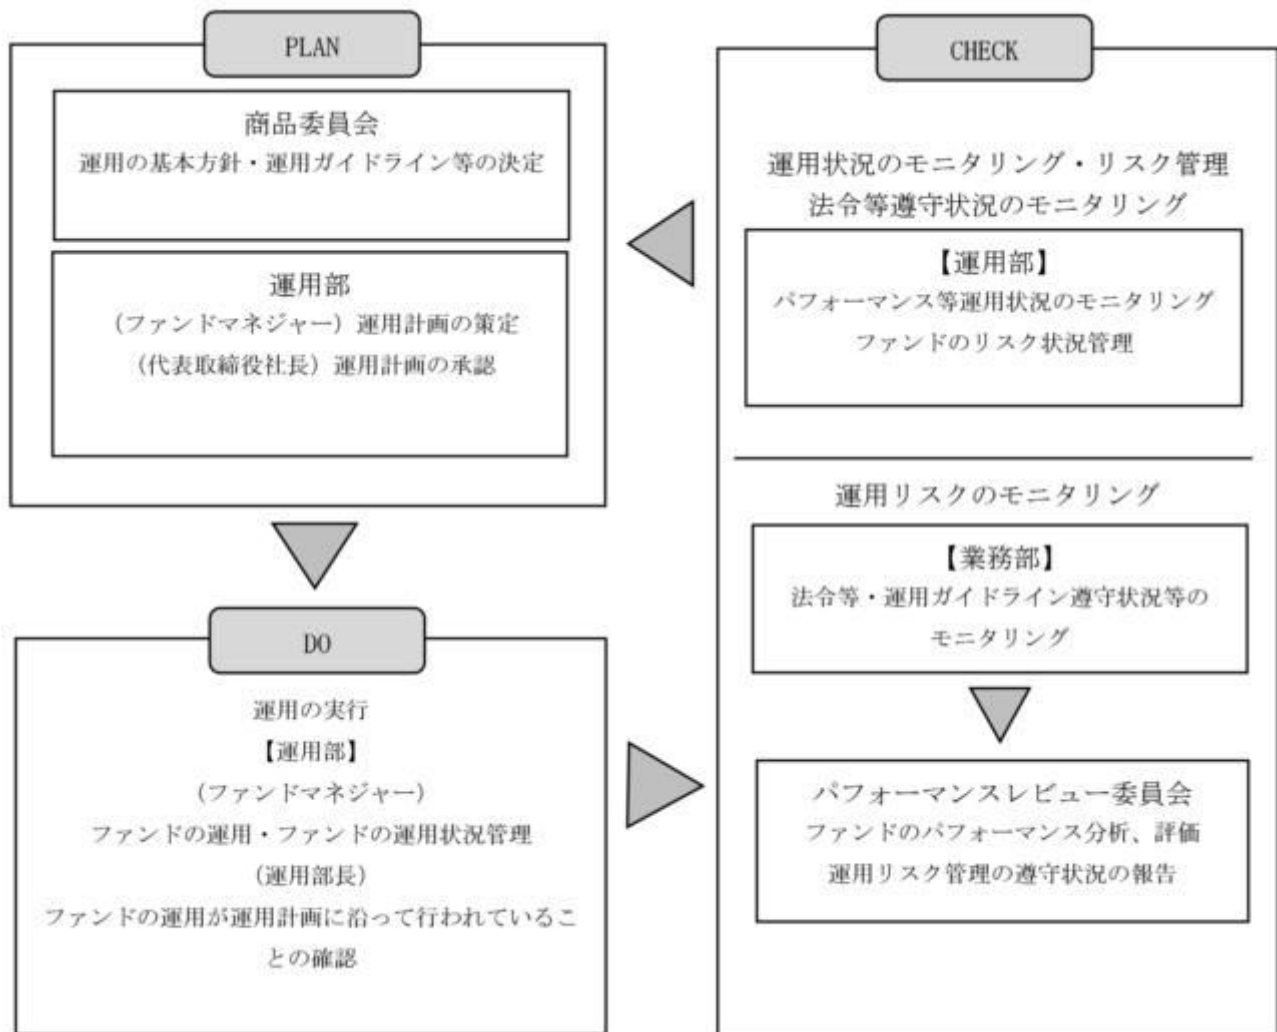 PLAN
商品委員会
運用の基本方針・運用ガイドライン等の決定
運用部
（ファンドマネジャー）運用計画の策定
（代表取締役社長）運用計画の承認
DO
運用の実行
【運用部】
（ファンドマネジャー）
ファンドの運用・ファンドの運用状況管理
（運用部長）
ファンドの運用が運用計画に沿って行われているこ
との確認
CHECK
運用状況のモニタリング・リスク管理
法令等遵守状況のモニタリング
【運用部】
パフォーマンス等運用状況のモニタリング
ファンドのリスク状況管理
運用リスクのモニタリング
【業務部】
法令等・運用ガイドライン遵守状況等の
モニタリング
パフォーマンスレビュー委員会
ファンドのパフォーマンス分析、評価
運用リスク管理の遵守状況の報告